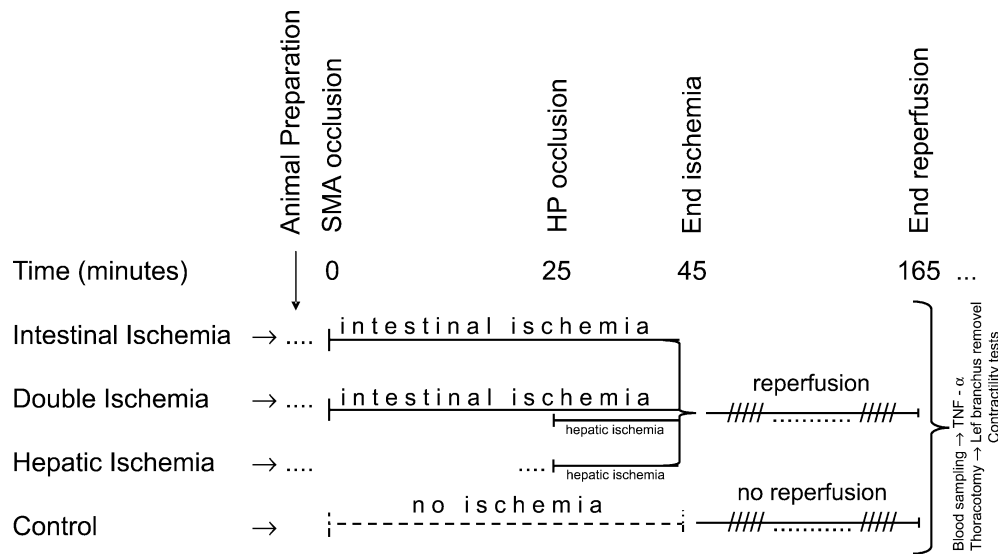 Animal Preparation
SMA occlusion
HP occlusion
End ischemia
End reperfusion
Time (minutes) 0 25 45 165 ...
Intestinal Ischemia → .... intestinal ischemia
Double Ischemia → .... intestinal ischemia
hepatic ischemia
reperfusion
Hepatic Ischemia → .... .... hepatic ischemia
Control → no ischemia
no reperfusion
Blood sampling → TNF - α
Thoracotomy → Lef branchus removel
Contractility tests